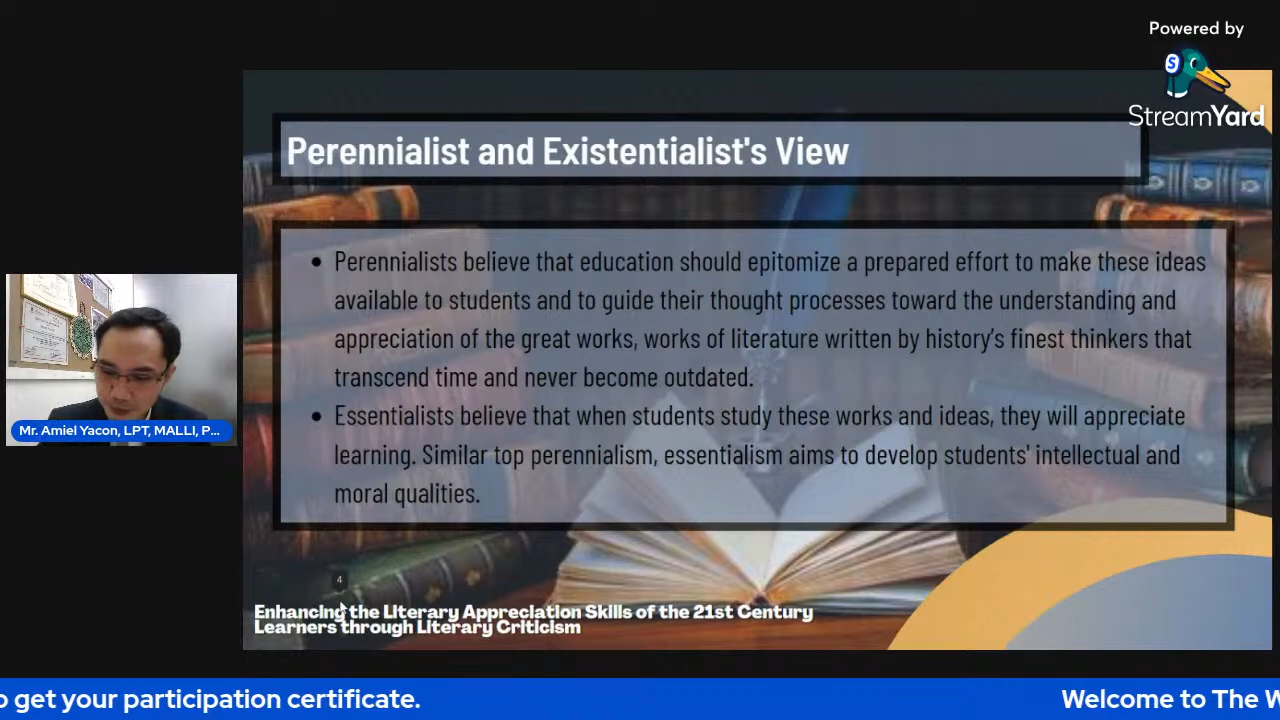 Powered by
StreamYard
Perennialist and Existentialist's View
• Perennialists believe that education should epitomize a prepared effort to make these ideas
available to students and to guide their thought processes toward the understanding and
appreciation of the great works, works of literature written by history's finest thinkers that
transcend time and never become outdated.
• Essentialists believe that when students study these works and ideas, they will appreciate
learning. Similar top perennialism, essentialism aims to develop students' intellectual and
moral qualities.
Mr. Amiel Yacon, LPT, MALLI, P...
4
Enhancing the Literary Appreciation Skills of the 21st Century
Learners through Literary Criticism
o get your participation certificate.
Welcome to The W